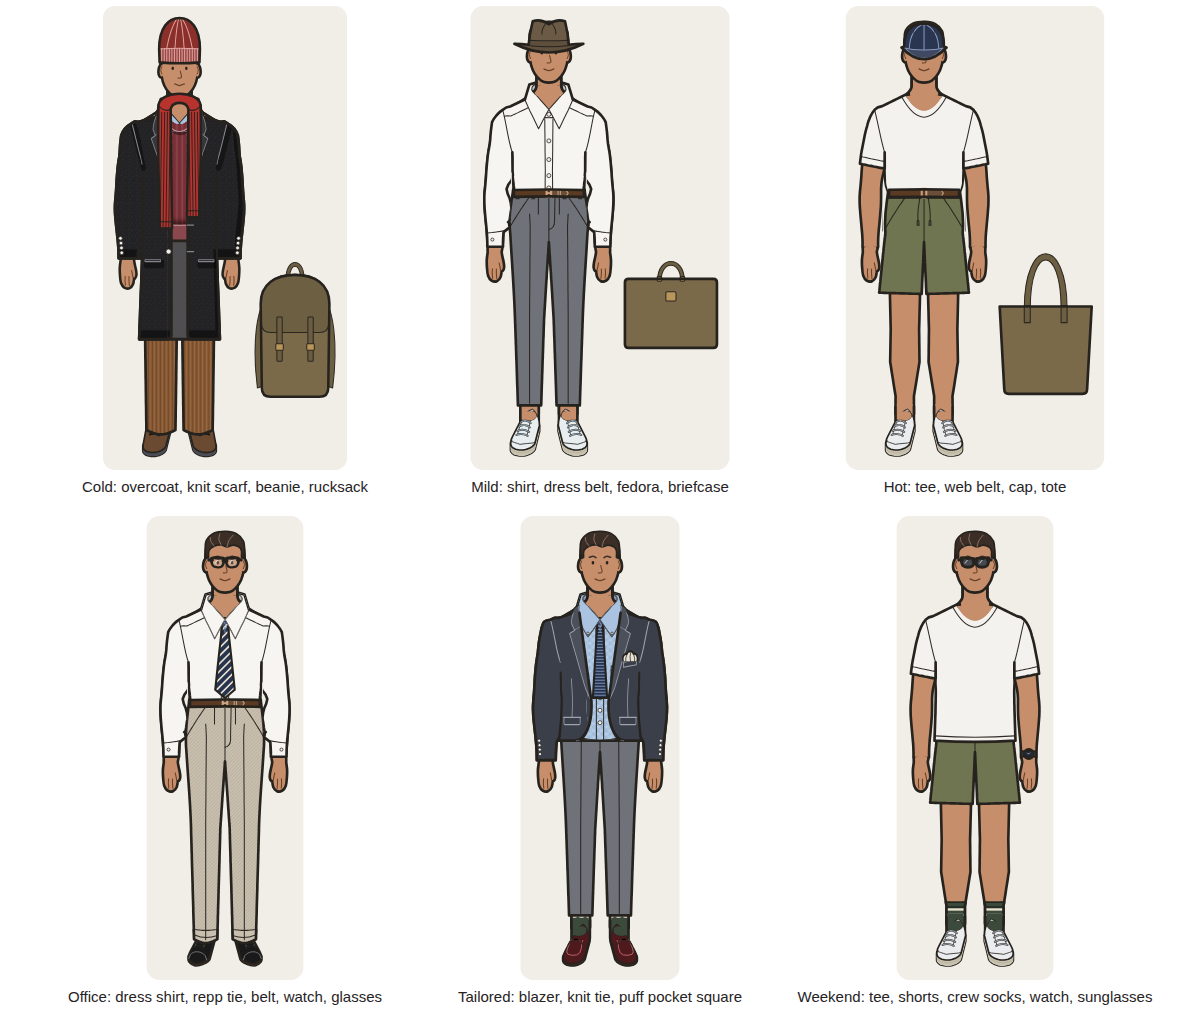 Cold: overcoat, knit scarf, beanie, rucksack
Mild: shirt, dress belt, fedora, briefcase
Hot: tee, web belt, cap, tote
Office: dress shirt, repp tie, belt, watch, glasses
Tailored: blazer, knit tie, puff pocket square
Weekend: tee, shorts, crew socks, watch, sunglasses